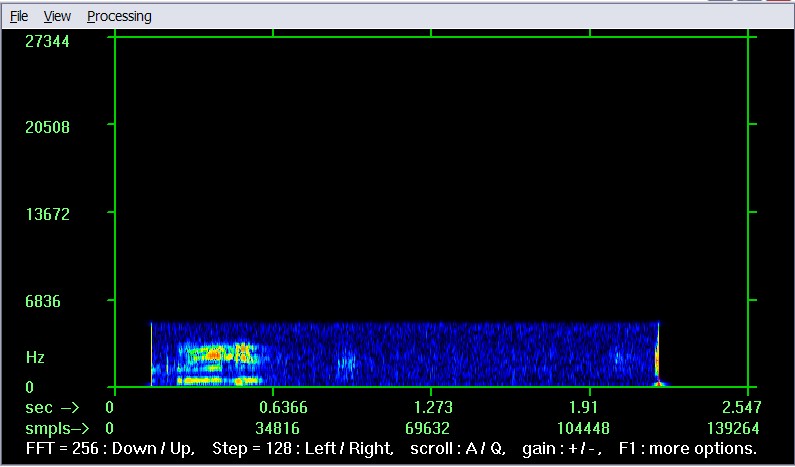 File View Processing
27344
20508
13672
6836
Hz
0
sec -> 0 0.6366 1.273 1.91 2.547
smpls-> 0 34816 69632 104448 139264
FFT = 256 : Down / Up, Step = 128 : Left / Right, scroll : A / Q, gain : + / -, F1 : more options.